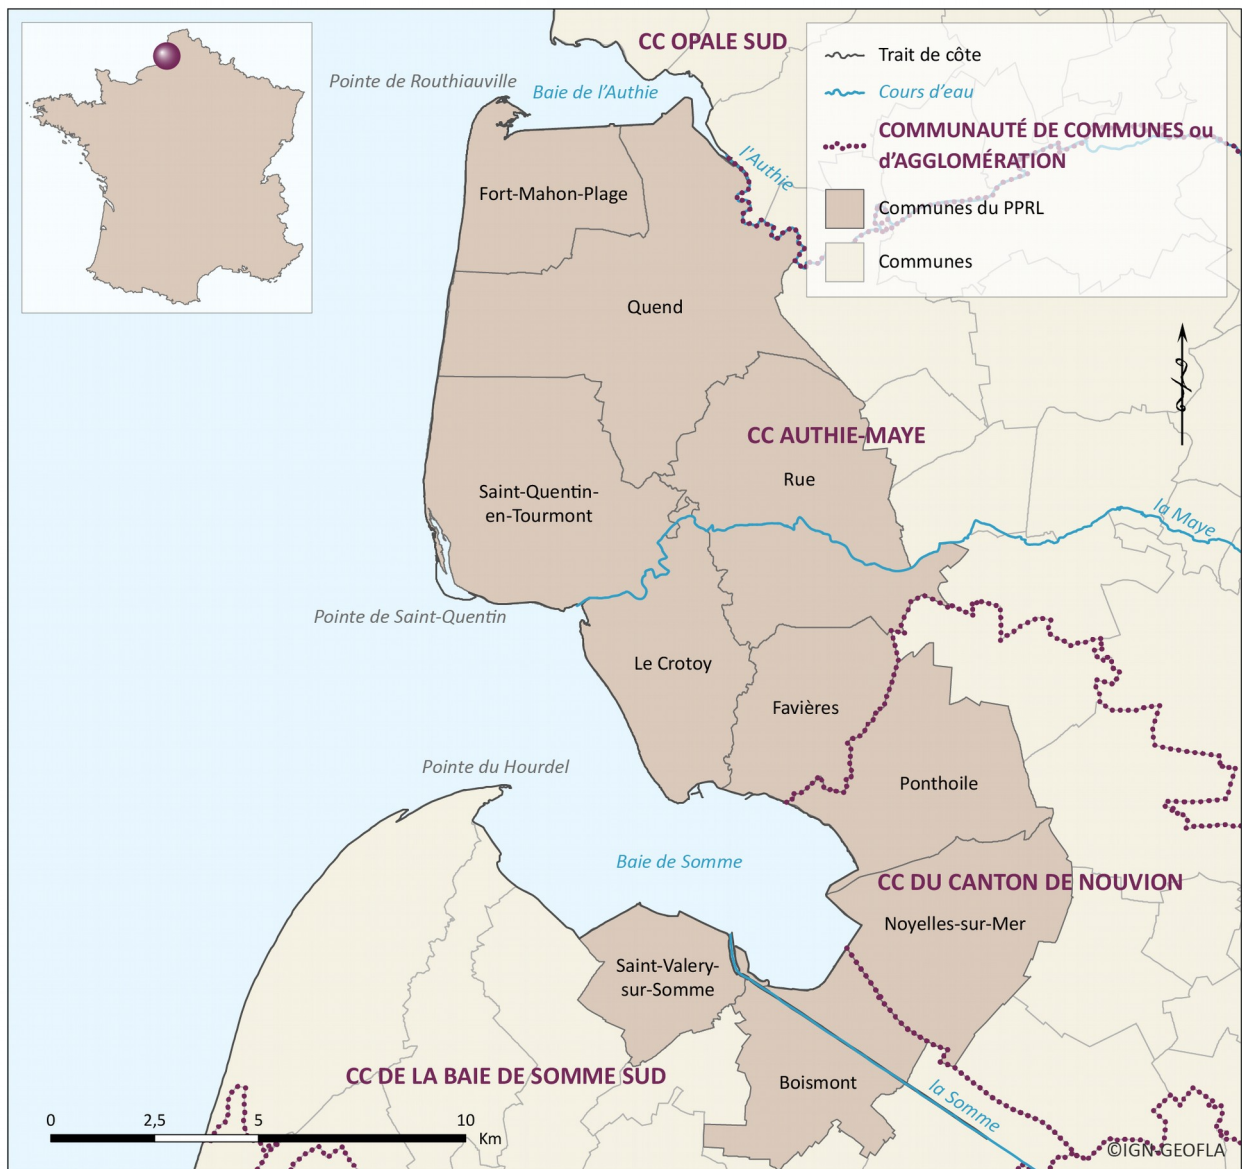 CC OPALE SUD
Pointe de Routhiauville
Baie de l'Authie
Trait de côte
Cours d'eau
COMMUNAUTÉ DE COMMUNES ou
d'AGGLOMÉRATION
Communes du PPRL
Communes
l'Authie
Fort-Mahon-Plage
Quend
CC AUTHIE-MAYE
Rue
Saint-Quentin-
en-Tourmont
la Maye
Pointe de Saint-Quentin
Le Crotoy
Favières
Pointe du Hourdel
Ponthoile
Baie de Somme
CC DU CANTON DE NOUVION
Noyelles-sur-Mer
Saint-Valery-
sur-Somme
CC DE LA BAIE DE SOMME SUD
Boismont
la Somme
0 2,5 5 10
Km
©IGN-GEOFLA